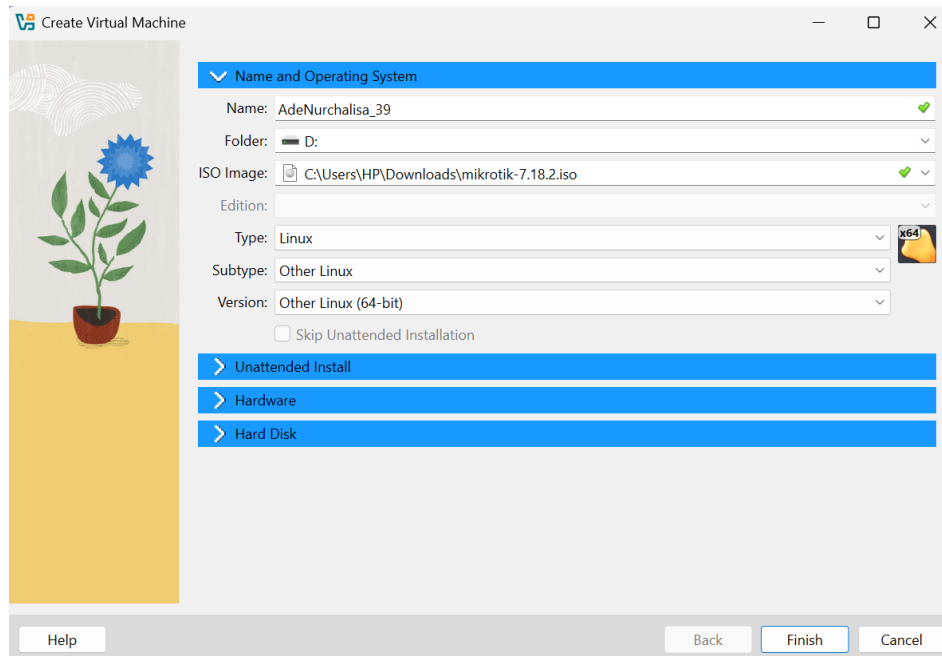 Create Virtual Machine
Name and Operating System
Name: AdeNurchalisa_39
Folder: D:
ISO Image: C:\Users\HP\Downloads\mikrotik-7.18.2.iso
Edition:
Type: Linux
x64
Subtype: Other Linux
Version: Other Linux (64-bit)
Skip Unattended Installation
Unattended Install
Hardware
Hard Disk
Help Back Finish Cancel